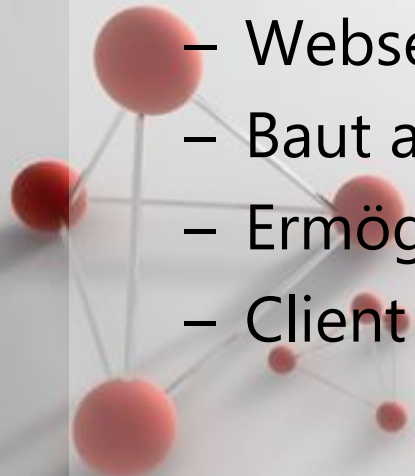 – Webse
– Baut a
– Ermög
– Client